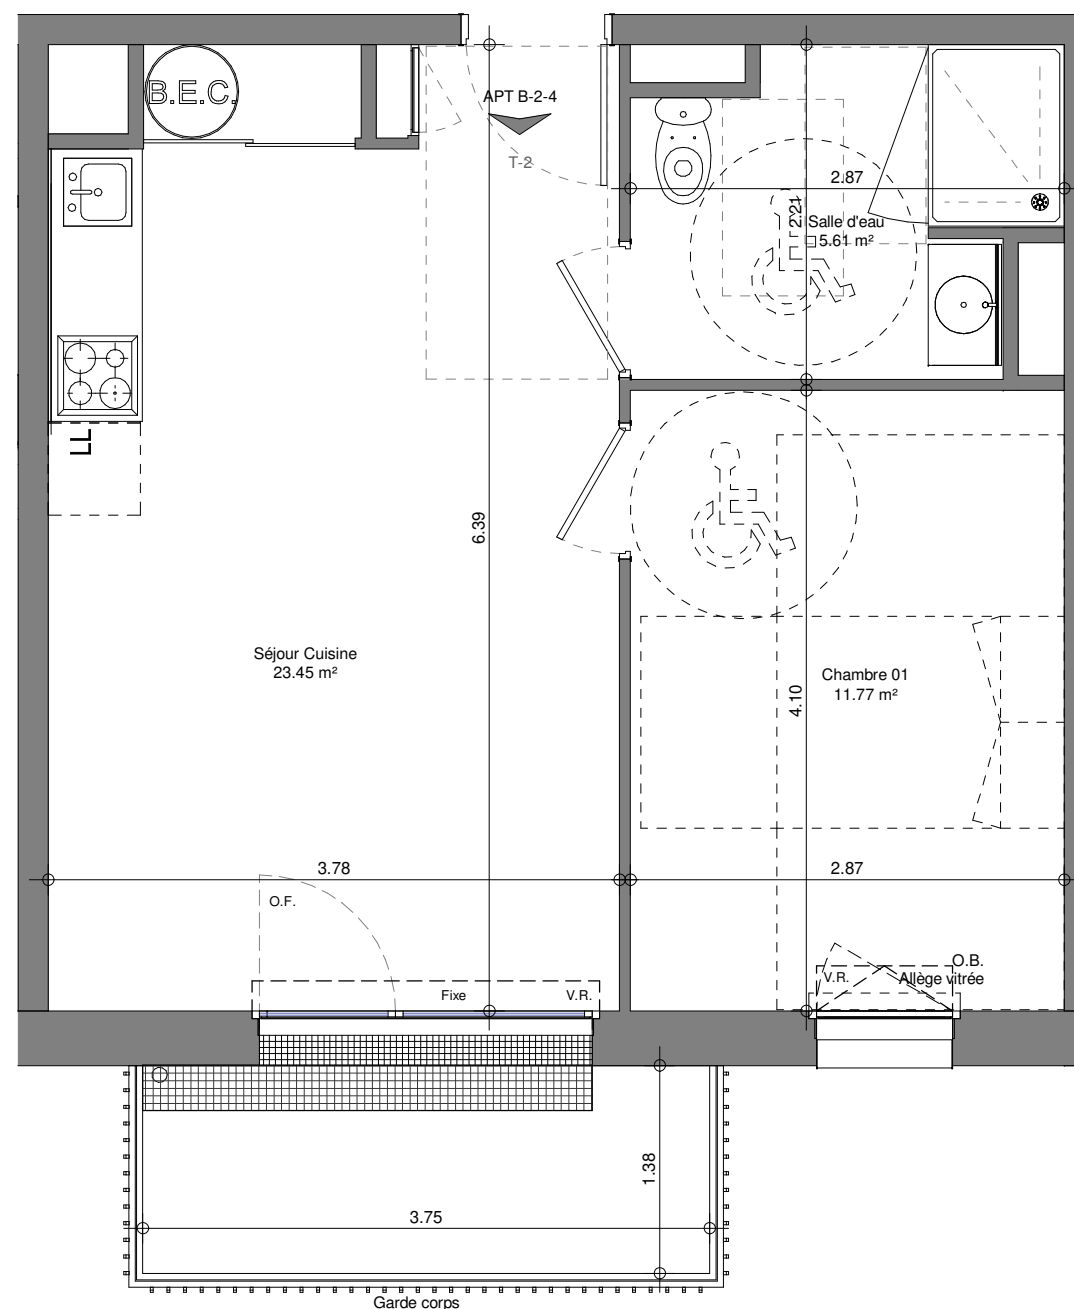 B.E.C.
APT B-2-4
T-2
2.87
2.21
Salle d'eau
5.61 m²
LL
6.39
Séjour Cuisine
23.45 m²
Chambre 01
11.77 m²
4.10
3.78
2.87
O.F.
O.B.
V.R.
Allège vitrée
Fixe
V.R.
1.38
3.75
Garde corps